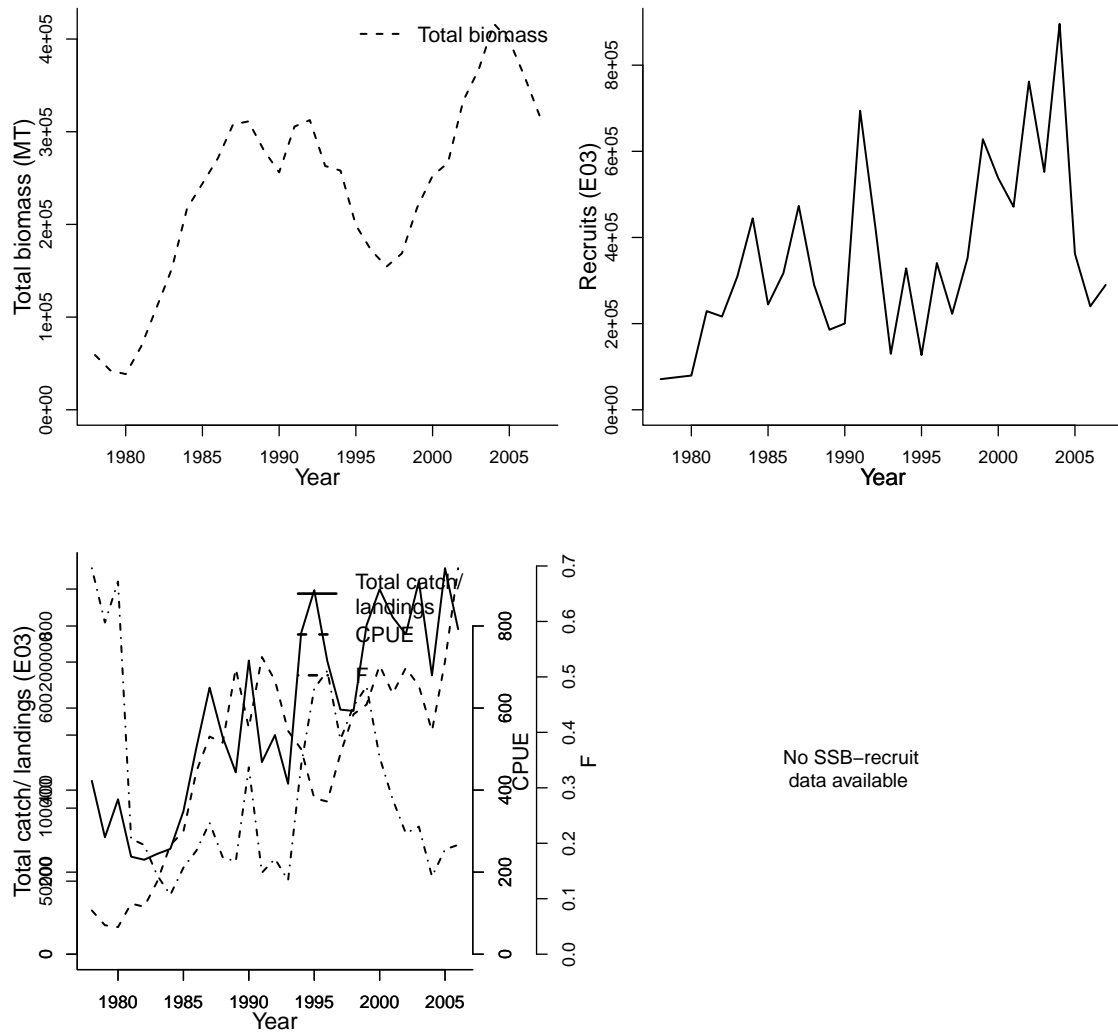 Total biomass
Total biomass (MT)
0e+00 1e+05 2e+05 3e+05 4e+05
1980 1985 1990 1995 2000 2005
Year
Recruits (E03)
0e+00 2e+05 4e+05 6e+05 8e+05
1980 1985 1990 1995 2000 2005
Year
Total catch/
landings
CPUE
F
Total catch/ landings (E03)
0
CPUE
0 200 400 600 800
F
0.0 0.1 0.2 0.3 0.4 0.5 0.6 0.7
1980 1985 1990 1995 2000 2005
Year
No SSB−recruit
data available